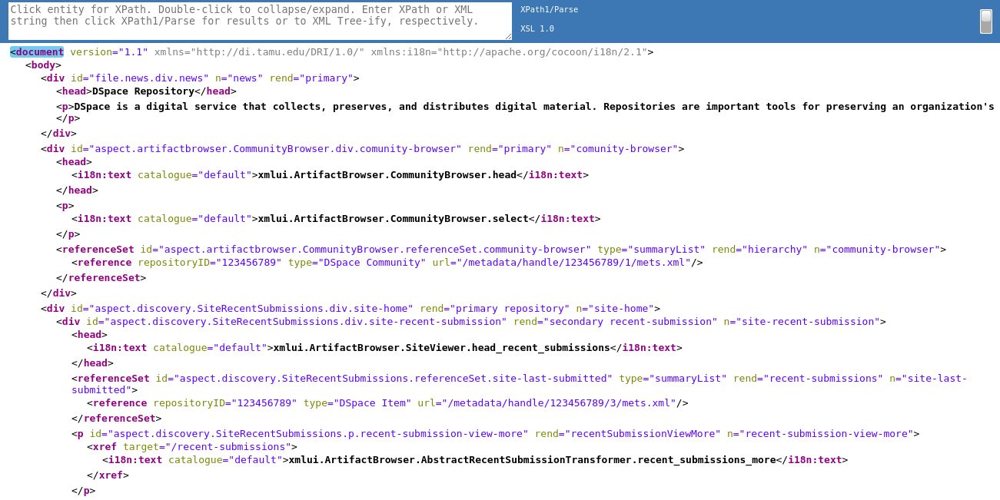 Click entity for XPath. Double-click to collapse/expand. Enter XPath or XML
string then click XPath1/Parse for results or to XML Tree-ify, respectively.
XPath1/Parse
XSL 1.0
<document version="1.1" xmlns="http://di.tamu.edu/DRI/1.0/" xmlns:i18n="http://apache.org/cocoon/i18n/2.1">
<body>
<div id="file.news.div.news" n="news" rend="primary">
<head>DSpace Repository</head>
<p>DSpace is a digital service that collects, preserves, and distributes digital material. Repositories are important tools for preserving an organization's
</p>
</div>
<div id="aspect.artifactbrowser.CommunityBrowser.div.comunity-browser" rend="primary" n="comunity-browser">
<head>
<i18n:text catalogue="default">xmlui.ArtifactBrowser.CommunityBrowser.head</i18n:text>
</head>
<p>
<i18n:text catalogue="default">xmlui.ArtifactBrowser.CommunityBrowser.select</i18n:text>
</p>
<referenceSet id="aspect.artifactbrowser.CommunityBrowser.referenceSet.community-browser" type="summaryList" rend="hierarchy" n="community-browser">
<reference repositoryID="123456789" type="DSpace Community" url="/metadata/handle/123456789/1/mets.xml"/>
</referenceSet>
</div>
<div id="aspect.discovery.SiteRecentSubmissions.div.site-home" rend="primary repository" n="site-home">
<div id="aspect.discovery.SiteRecentSubmissions.div.site-recent-submission" rend="secondary recent-submission" n="site-recent-submission">
<head>
<i18n:text catalogue="default">xmlui.ArtifactBrowser.SiteViewer.head_recent_submissions</i18n:text>
</head>
<referenceSet id="aspect.discovery.SiteRecentSubmissions.referenceSet.site-last-submitted" type="summaryList" rend="recent-submissions" n="site-last-
submitted">
<reference repositoryID="123456789" type="DSpace Item" url="/metadata/handle/123456789/3/mets.xml"/>
</referenceSet>
<p id="aspect.discovery.SiteRecentSubmissions.p.recent-submission-view-more" rend="recentSubmissionViewMore" n="recent-submission-view-more">
<xref target="/recent-submissions">
<i18n:text catalogue="default">xmlui.ArtifactBrowser.AbstractRecentSubmissionTransformer.recent_submissions_more</i18n:text>
</xref>
</p>